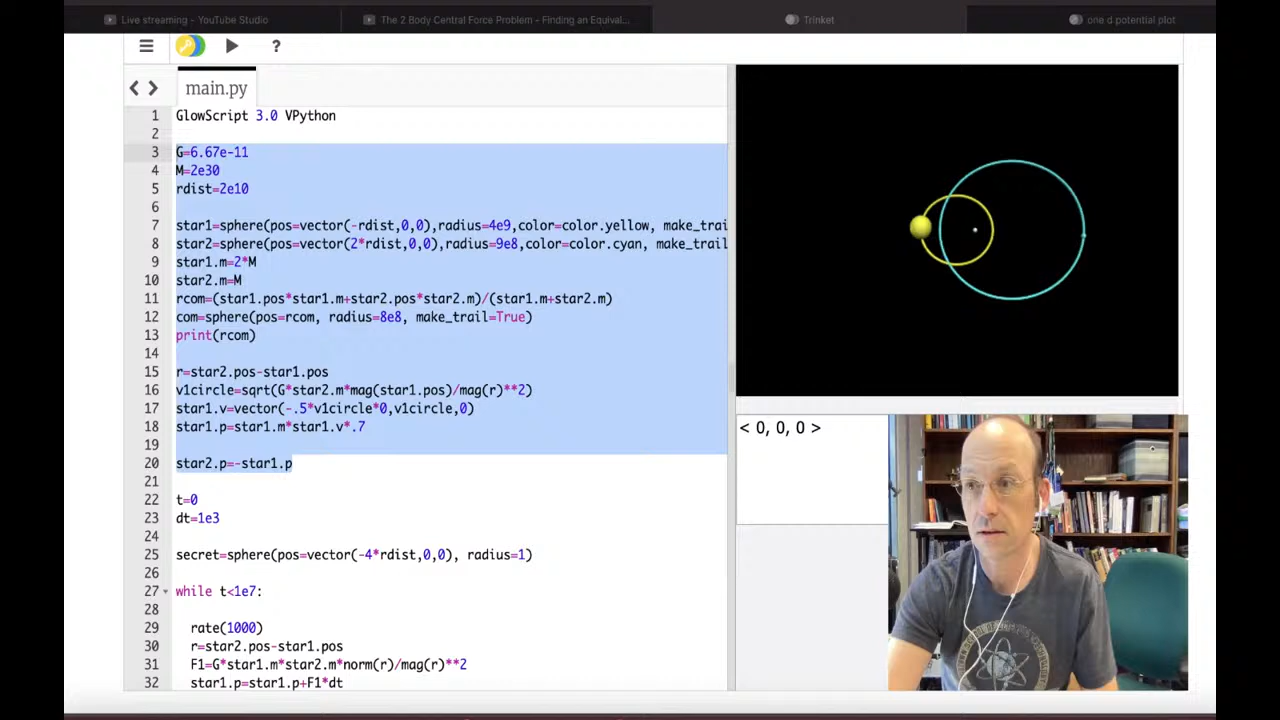 Live streaming - YouTube Studio
The 2 Body Central Force Problem - Finding an Equival...
Trinket
one d potential plot
?
main.py
1 GlowScript 3.0 VPython
2
3 G=6.67e-11
4 M=2e30
5 rdist=2e10
6
7 star1=sphere(pos=vector(-rdist,0,0),radius=4e9,color=color.yellow, make_trai
8 star2=sphere(pos=vector(2*rdist,0,0),radius=9e8,color=color.cyan, make_trail
9 star1.m=2*M
10 star2.m=M
11 rcom=(star1.pos*star1.m+star2.pos*star2.m)/(star1.m+star2.m)
12 com=sphere(pos=rcom, radius=8e8, make_trail=True)
13 print(rcom)
14
15 r=star2.pos-star1.pos
16 v1circle=sqrt(G*star2.m*mag(star1.pos)/mag(r)**2)
17 star1.v=vector(-.5*v1circle*0,v1circle,0)
18 star1.p=star1.m*star1.v*.7
19
20 star2.p=-star1.p
21
22 t=0
23 dt=1e3
24
25 secret=sphere(pos=vector(-4*rdist,0,0), radius=1)
26
27 while t<1e7:
28
29 rate(1000)
30 r=star2.pos-star1.pos
31 F1=G*star1.m*star2.m*norm(r)/mag(r)**2
32 star1.p=star1.p+F1*dt
< 0, 0, 0 >